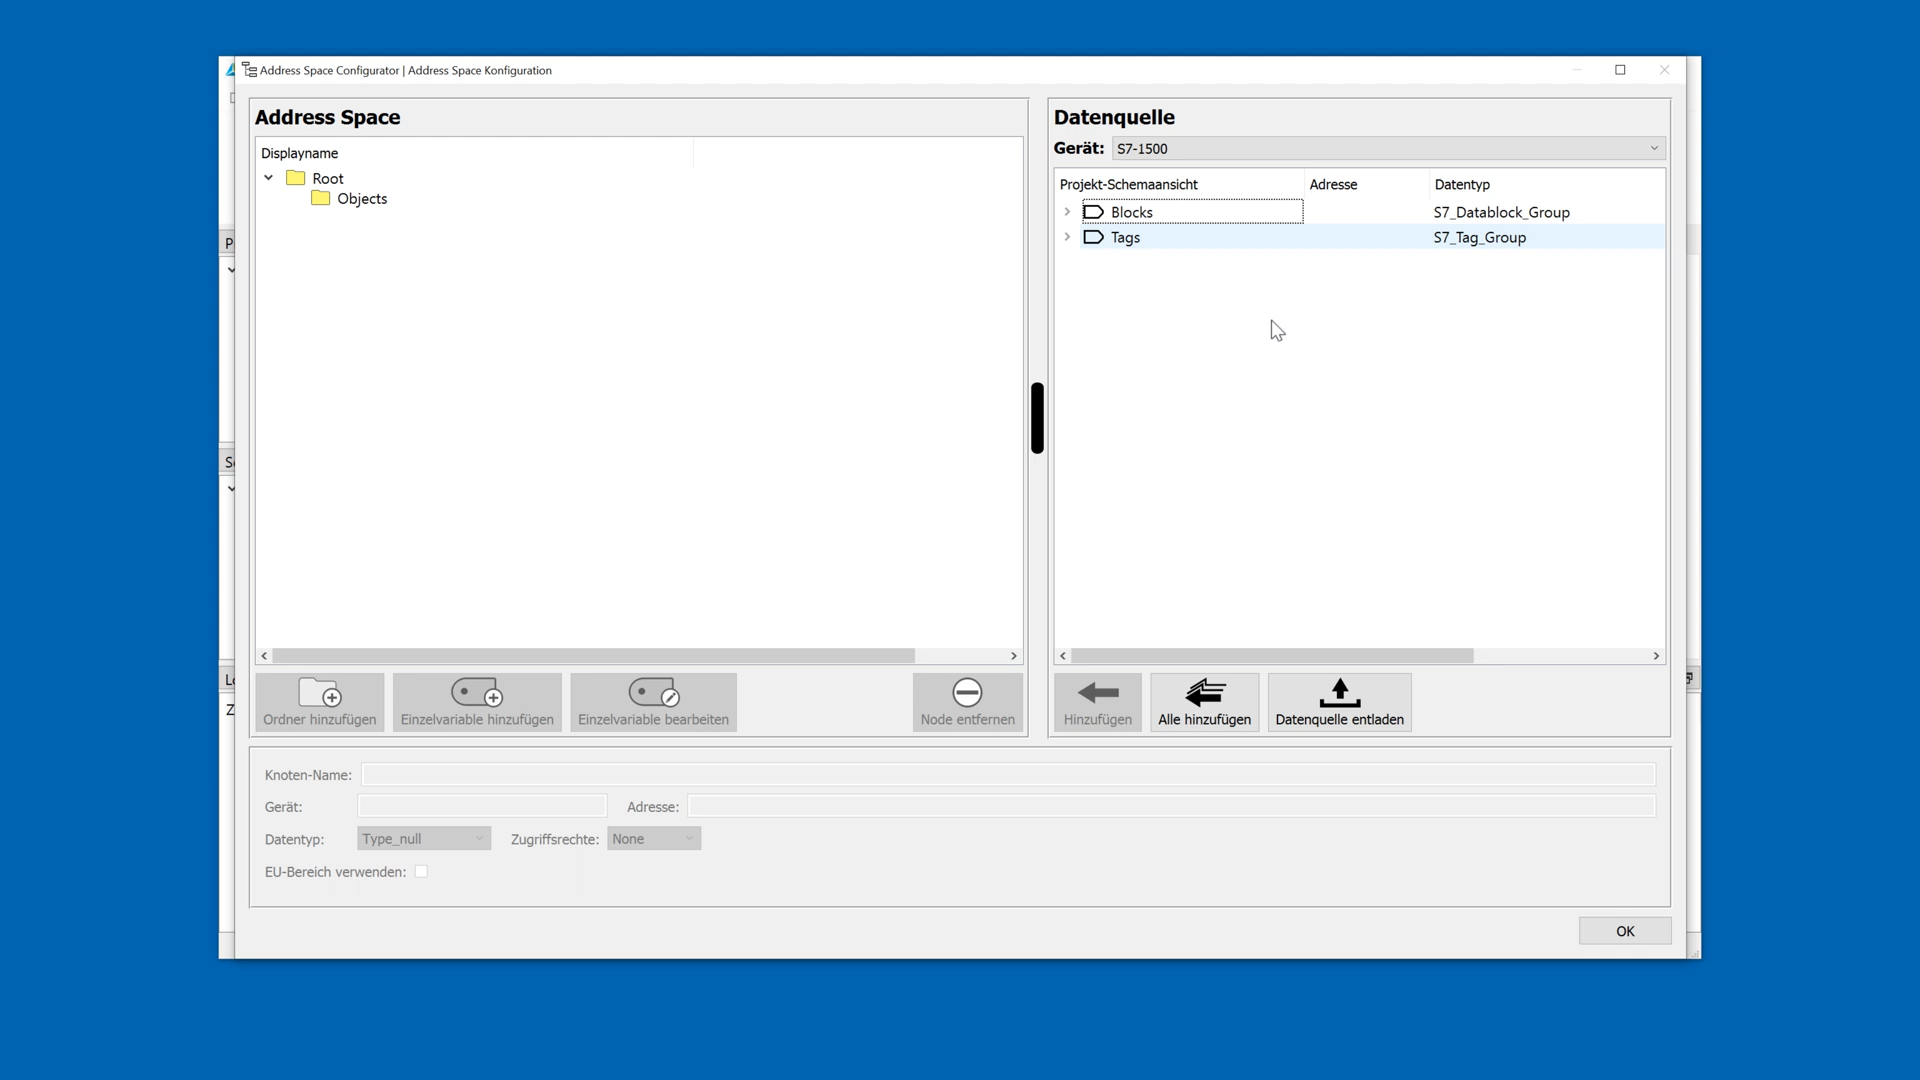 Address Space Configurator | Address Space Konfiguration
Address Space
Displayname
Root
Objects
Ordner hinzufügen
Einzelvariable hinzufügen
Einzelvariable bearbeiten
Node entfernen
Datenquelle
Gerät: S7-1500
Projekt-Schemaansicht Adresse Datentyp
Blocks S7_Datablock_Group
Tags S7_Tag_Group
Hinzufügen
Alle hinzufügen
Datenquelle entladen
Knoten-Name:
Gerät: Adresse:
Datentyp: Type_null Zugriffsrechte: None
EU-Bereich verwenden:
OK